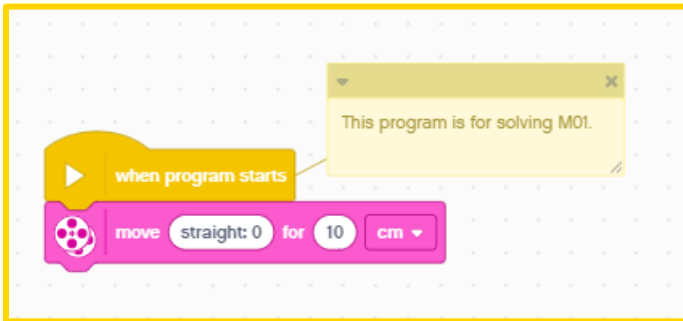 This program is for solving M01.
when program starts
move straight: 0 for 10 cm